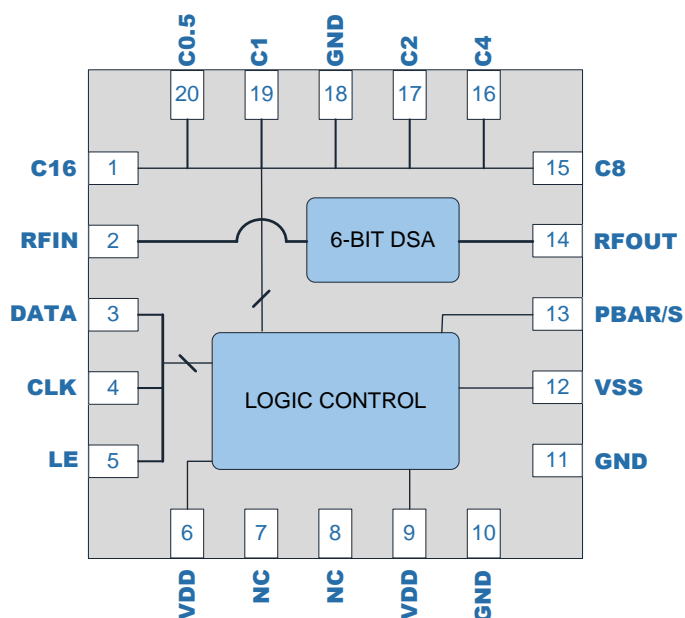 C0.5 C1 GND C2 C4
20 19 18 17 16
C16 1 15 C8
RFIN 2 6-BIT DSA 14 RFOUT
DATA 3 13 PBAR/S
CLK 4 LOGIC CONTROL 12 VSS
LE 5 11 GND
6 7 8 9 10
VDD NC NC VDD GND